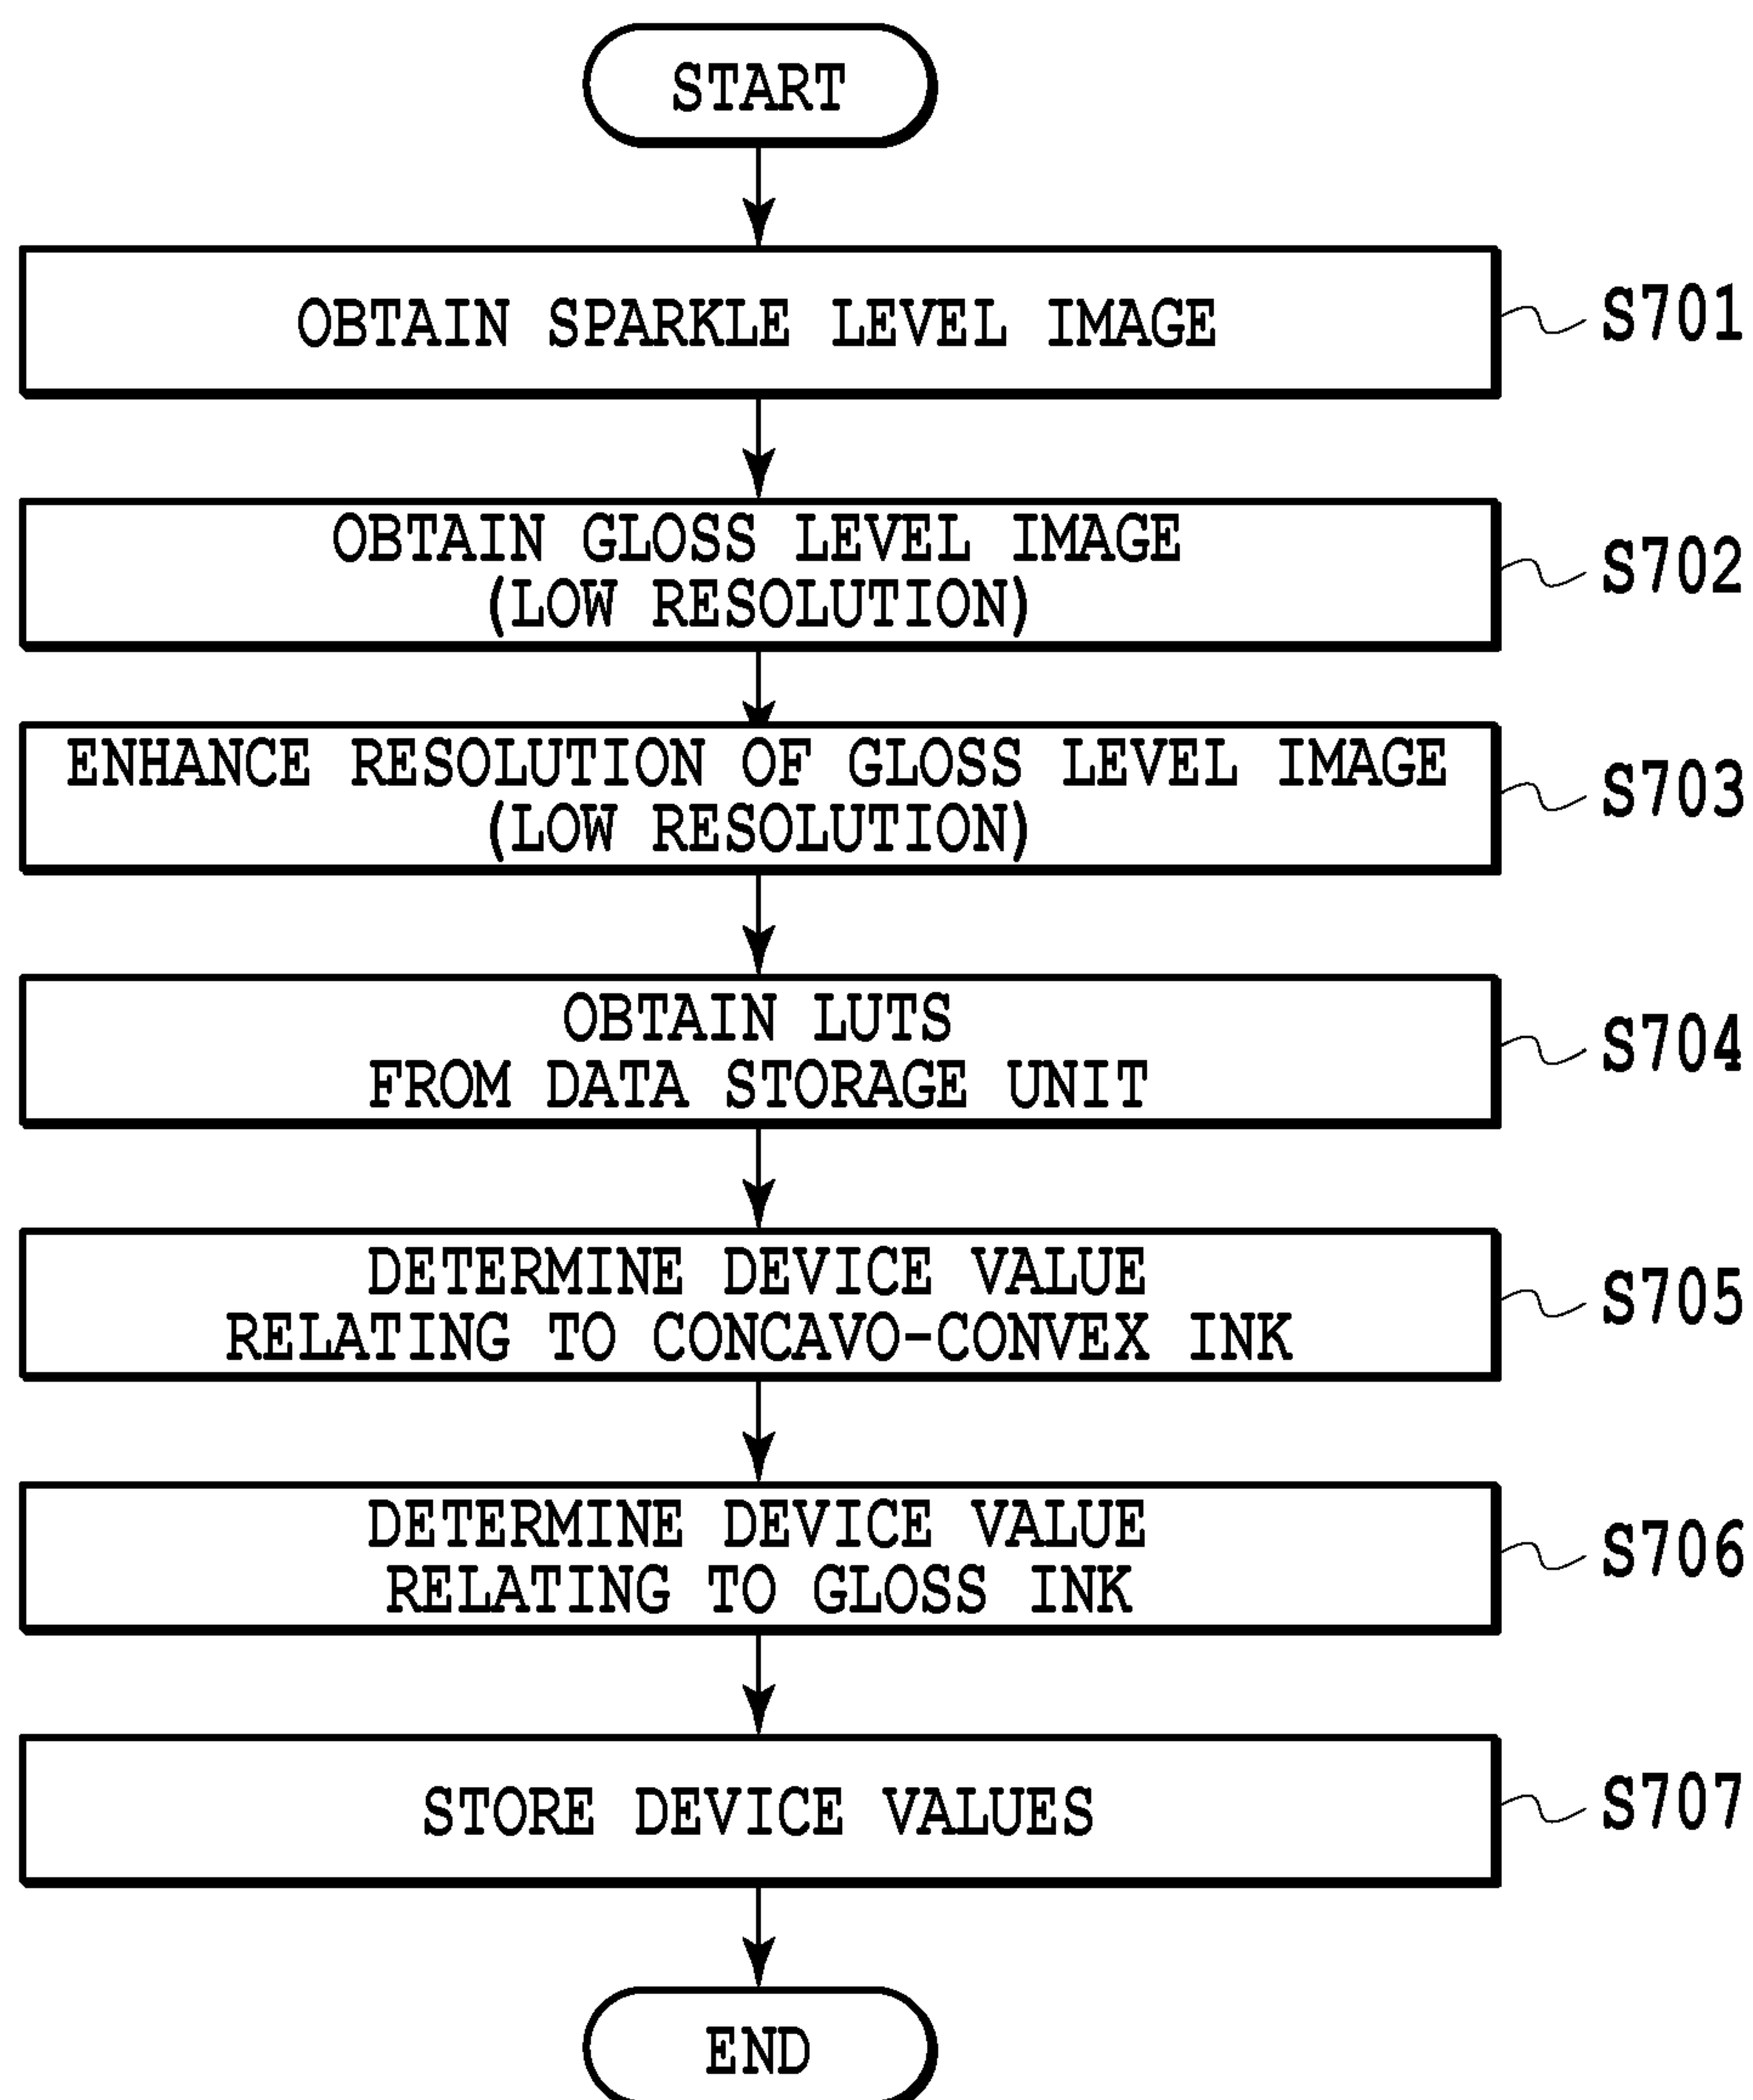 START
OBTAIN SPARKLE LEVEL IMAGE
S701
OBTAIN GLOSS LEVEL IMAGE
(LOW RESOLUTION)
S702
ENHANCE RESOLUTION OF GLOSS LEVEL IMAGE
(LOW RESOLUTION)
S703
OBTAIN LUTS
FROM DATA STORAGE UNIT
S704
DETERMINE DEVICE VALUE
RELATING TO CONCAVO-CONVEX INK
S705
DETERMINE DEVICE VALUE
RELATING TO GLOSS INK
S706
STORE DEVICE VALUES
S707
END